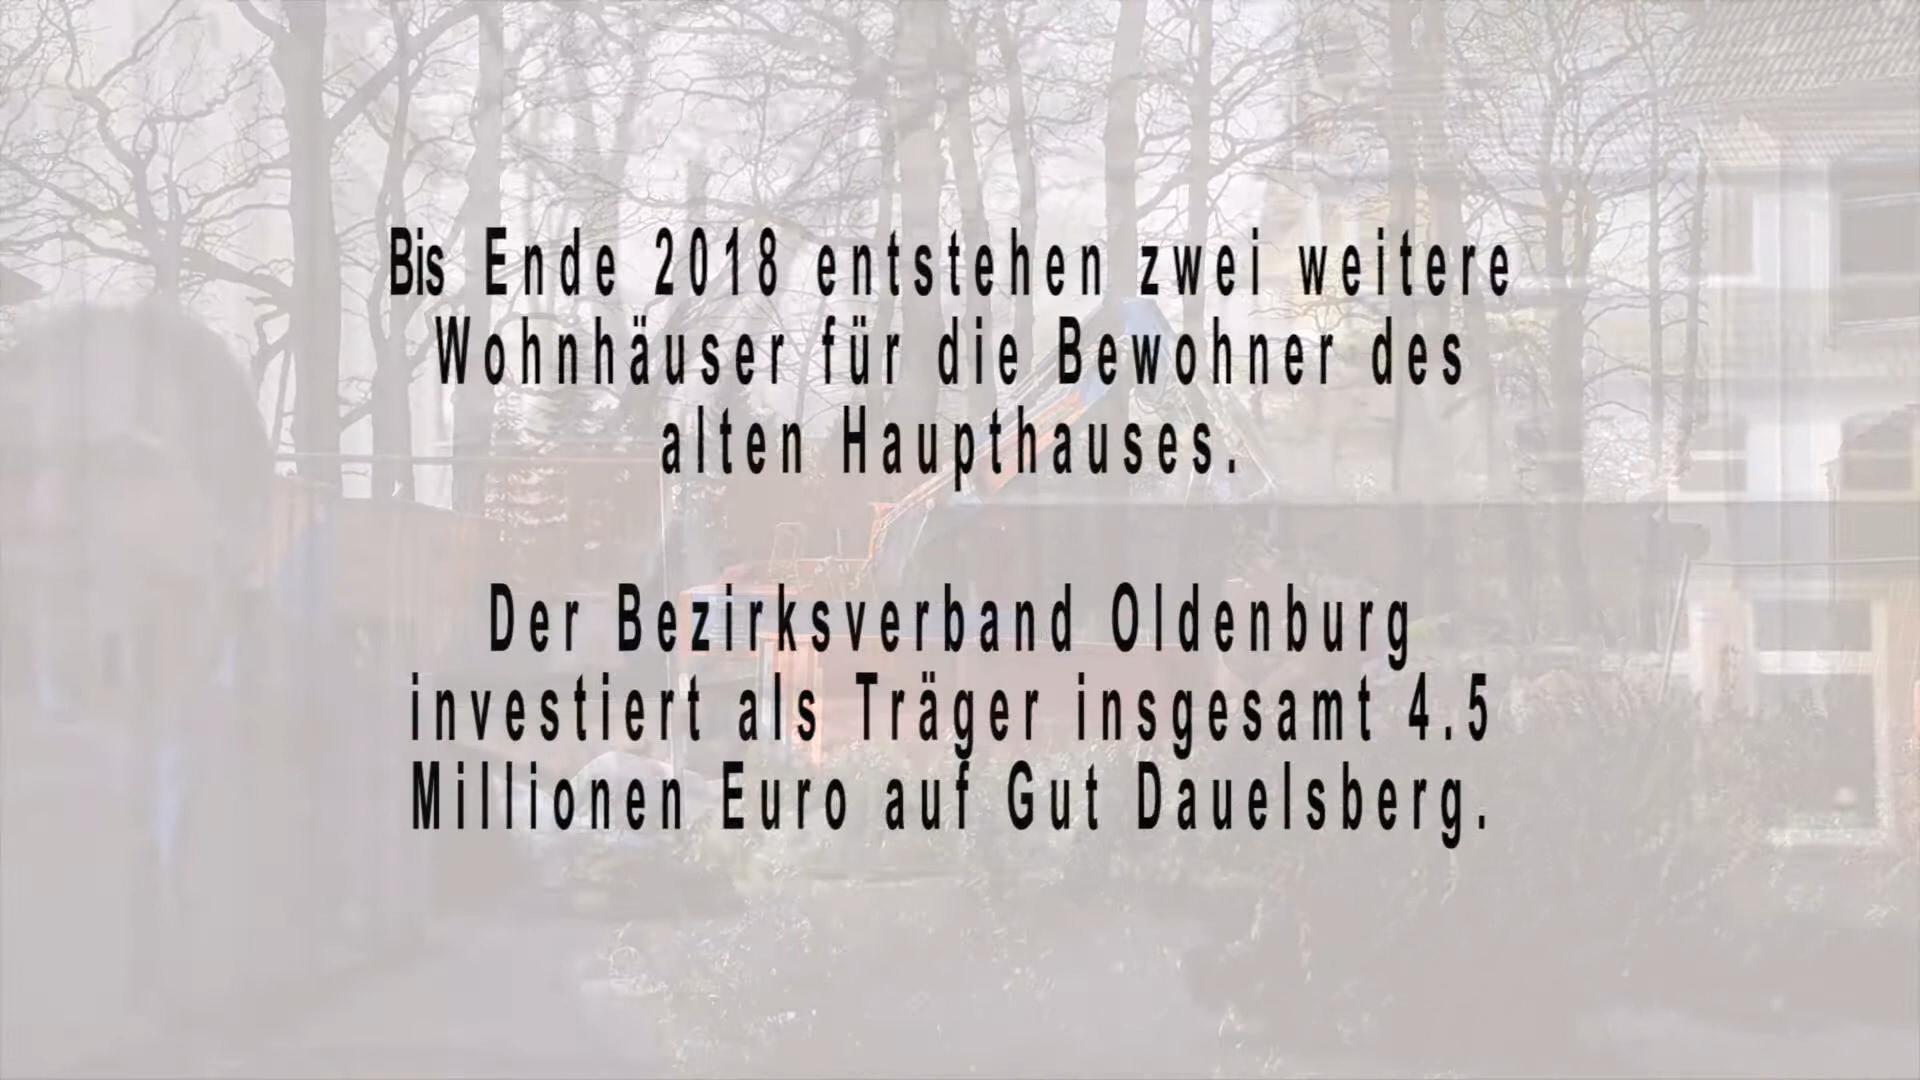 Bis Ende 2018 entstehen zwei weitere
Wohnhäuser für die Bewohner des
alten Haupthauses.
Der Bezirksverband Oldenburg
investiert als Träger insgesamt 4.5
Millionen Euro auf Gut Dauelsberg.